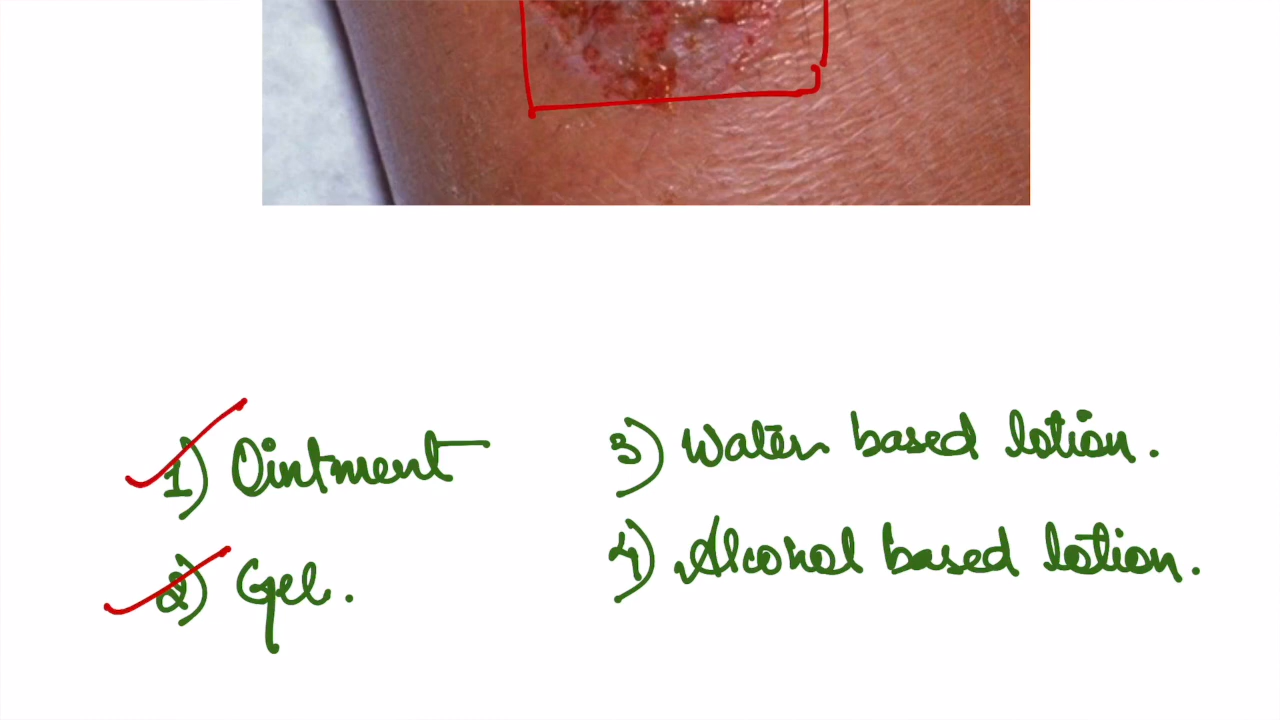 1) Ointment
2) Gel.
3) Water based lotion.
4) Alcohol based lotion.